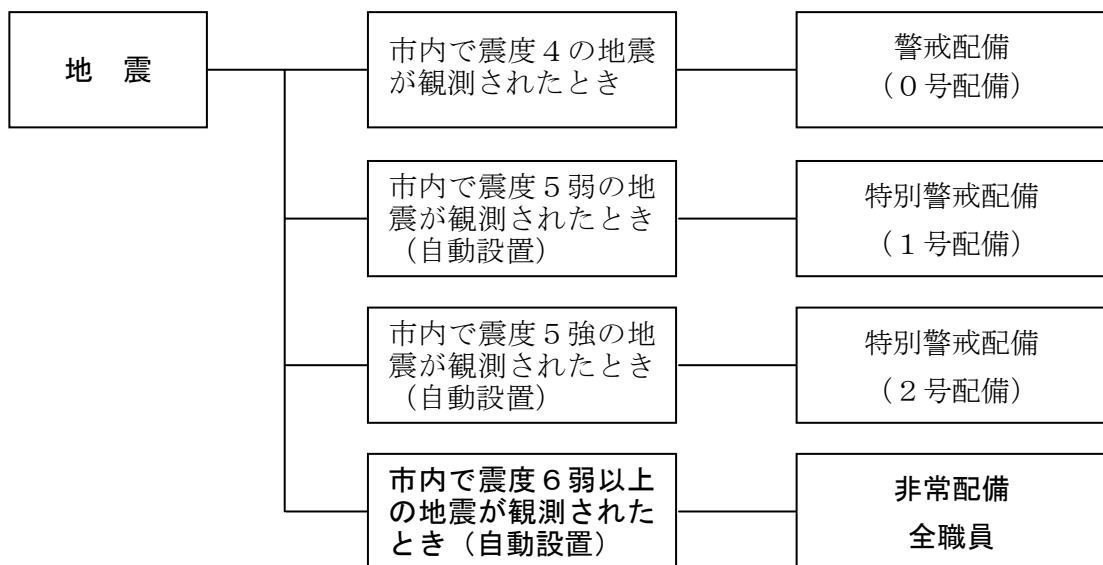 地　震
市内で震度４の地震
が観測されたとき
警戒配備
（０号配備）
市内で震度５弱の地
震が観測されたとき
（自動設置）
特別警戒配備
（１号配備）
市内で震度５強の地
震が観測されたとき
（自動設置）
特別警戒配備
（２号配備）
市内で震度６弱以上
の地震が観測された
とき（自動設置）
非常配備
全職員